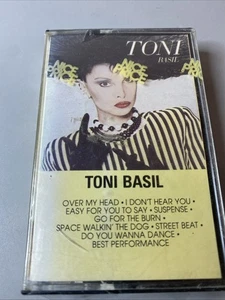 TONI
BASIL
TONI BASIL
OVER MY HEAD • I DON'T HEAR YOU •
EASY FOR YOU TO SAY • SUSPENSE •
GO FOR THE BURN •
SPACE WALKIN' THE DOG • STREET BEAT •
DO YOU WANNA DANCE •
BEST PERFORMANCE